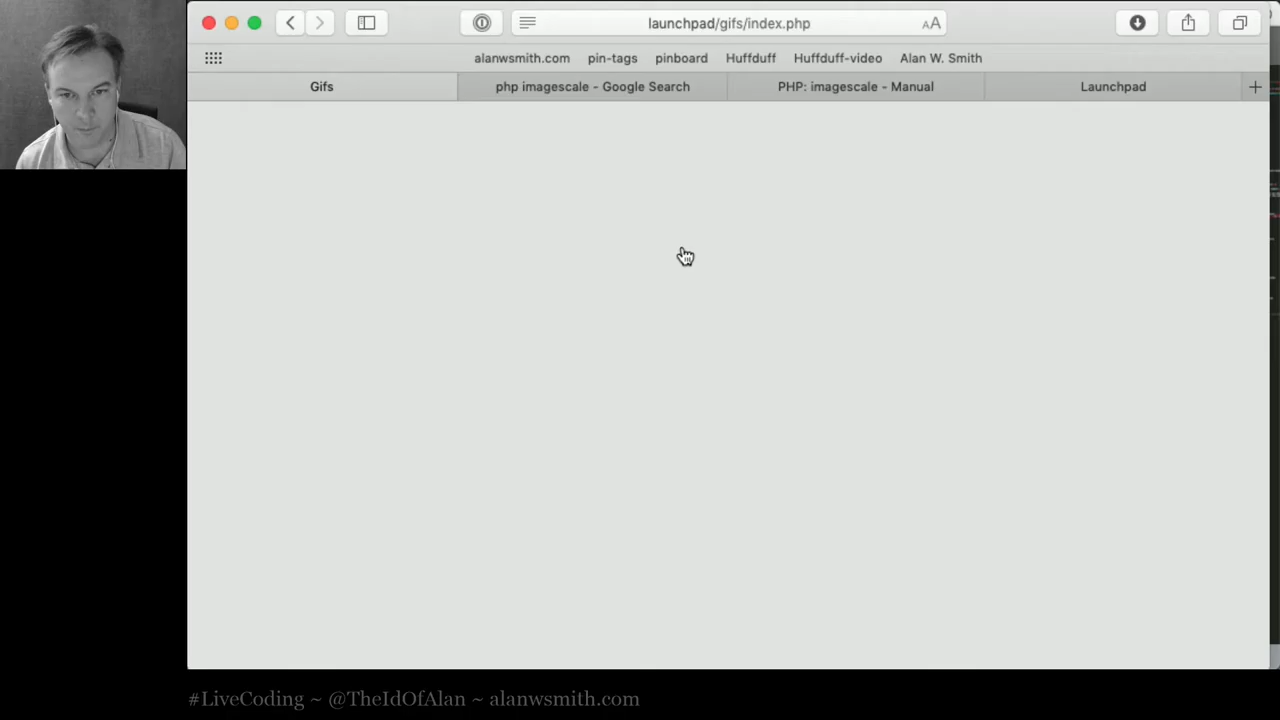 launchpad/gifs/index.php
AA
alanwsmith.com pin-tags pinboard Huffduff Huffduff-video Alan W. Smith
Gifs php imagescale - Google Search PHP: imagescale - Manual Launchpad
#LiveCoding ~ @TheIdOfAlan ~ alanwsmith.com